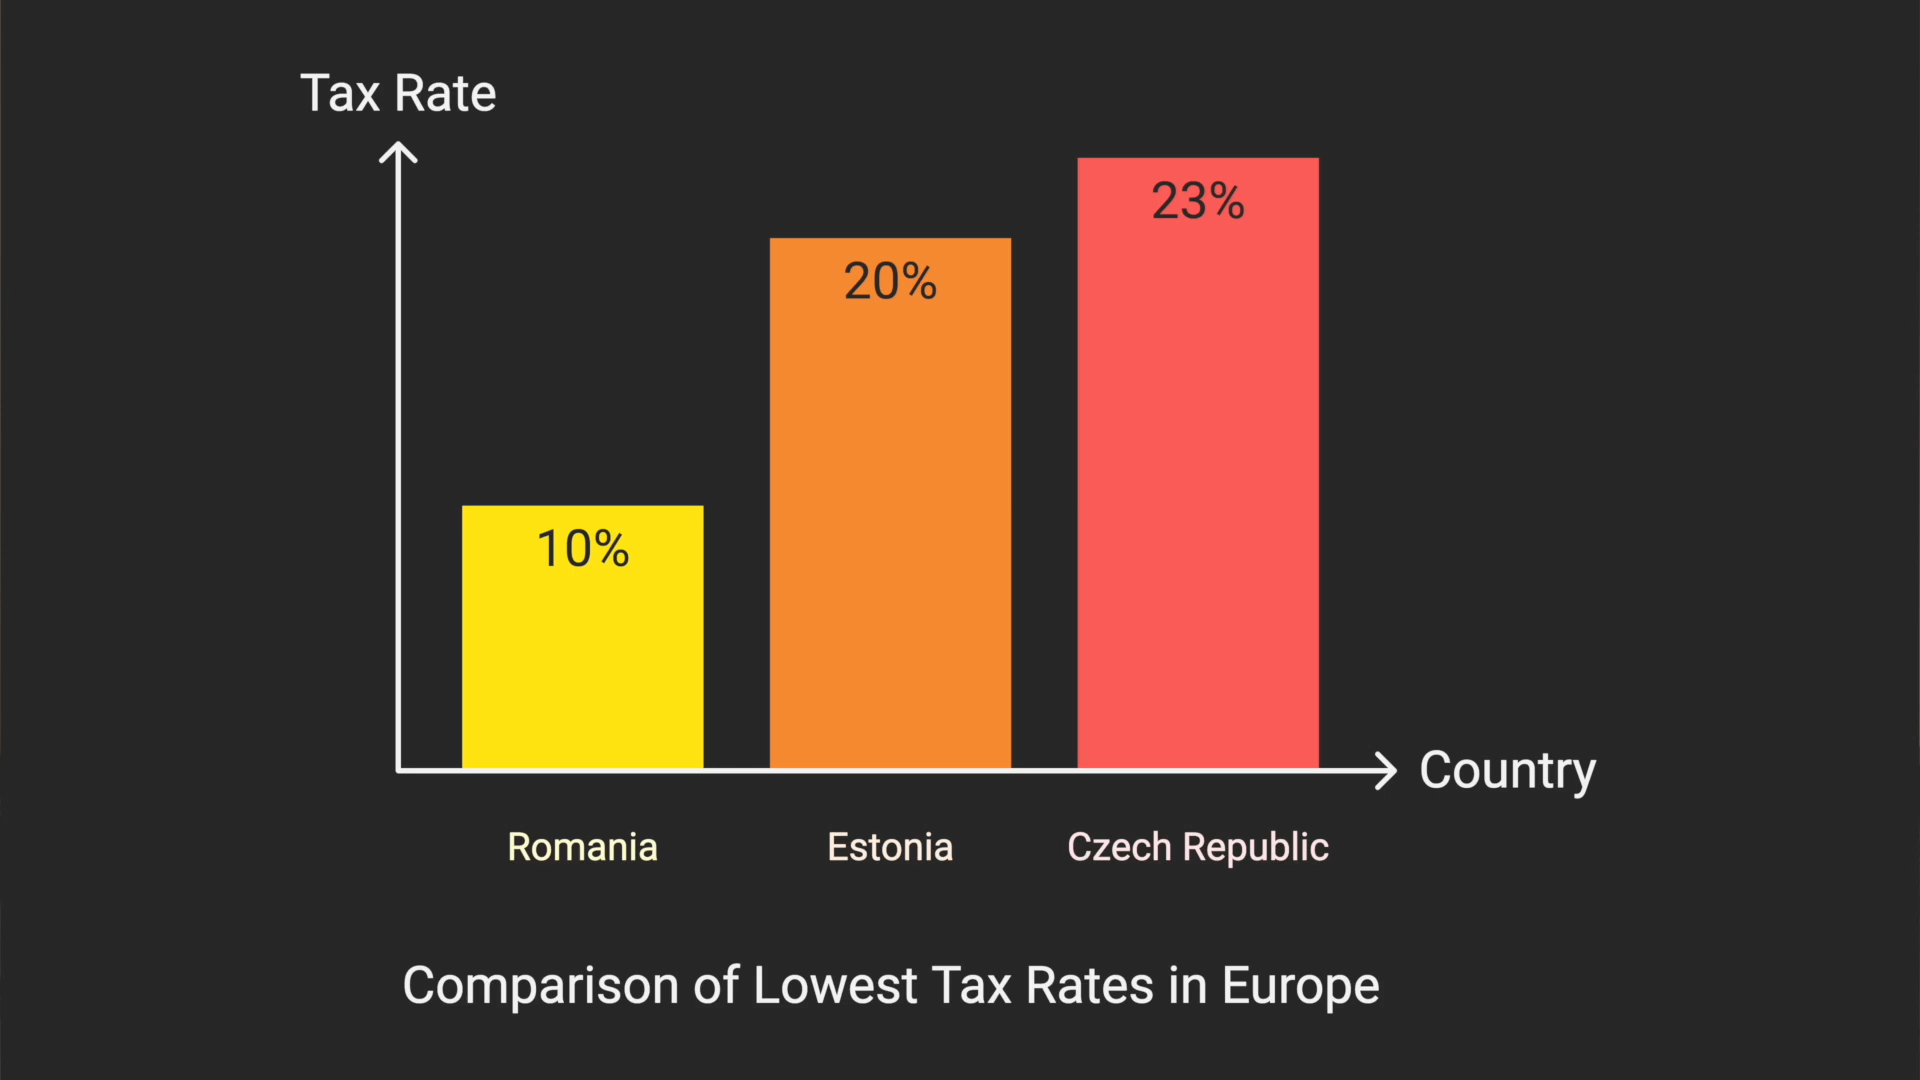 Tax Rate
23%
20%
10%
Country
Romania
Estonia
Czech Republic
Comparison of Lowest Tax Rates in Europe